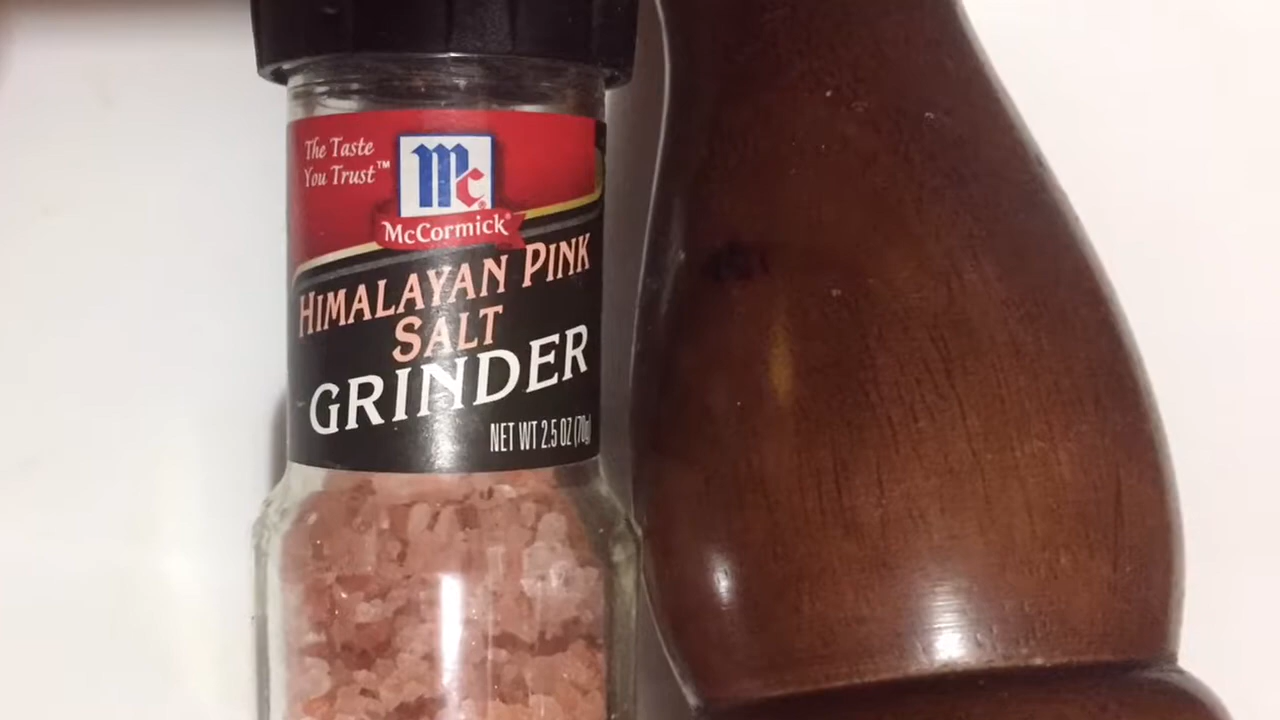 The Taste
You Trust™
Mc®
McCormick®
HIMALAYAN PINK
SALT
GRINDER
NET WT 2.5 OZ (70g)